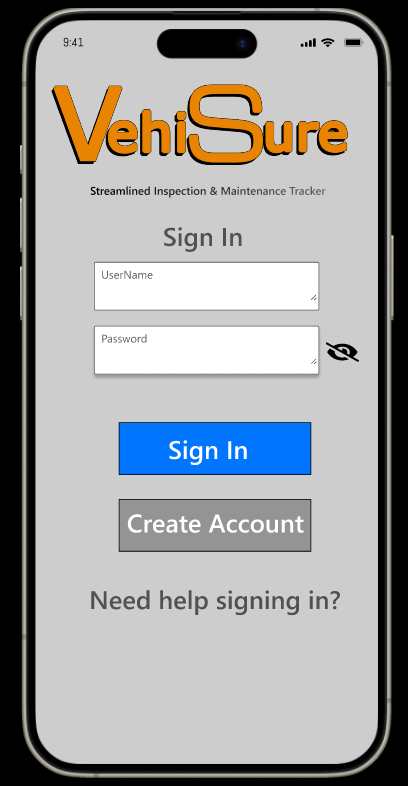 9:41
VehiSure
Streamlined Inspection & Maintenance Tracker
Sign In
UserName
Password
Sign In
Create Account
Need help signing in?